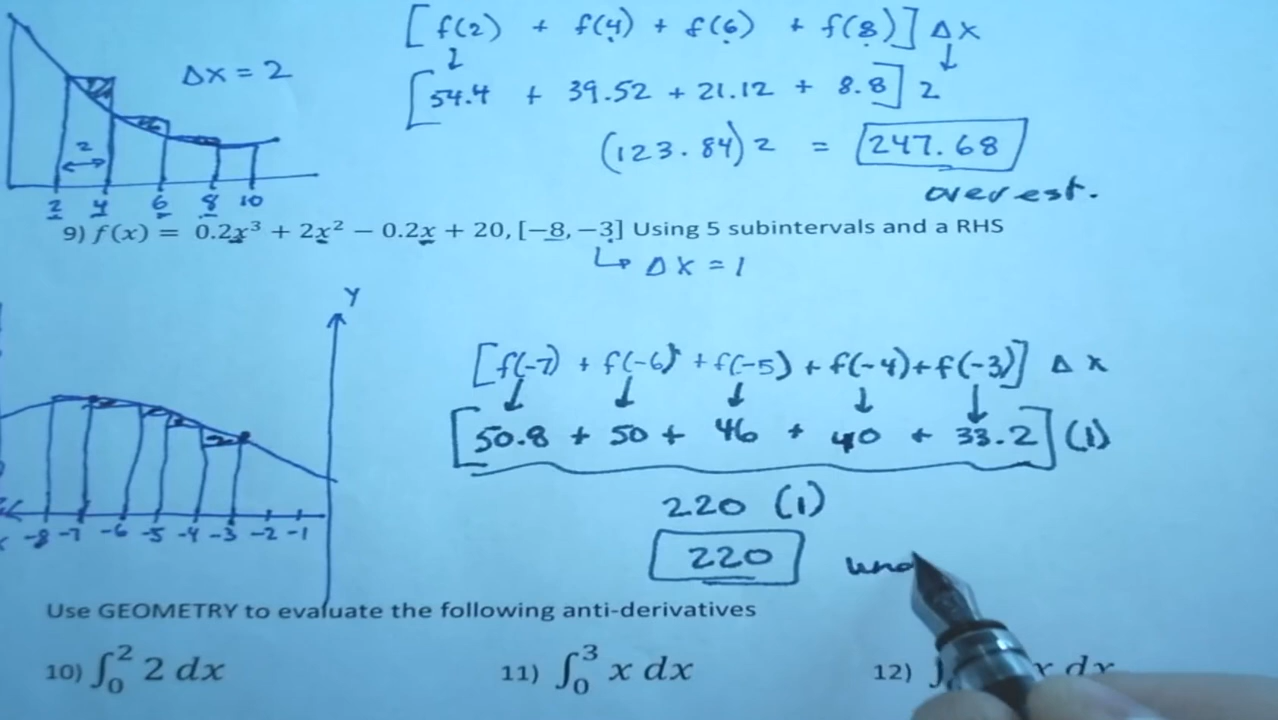 [f(2) + f(4) + f(6) + f(8)] Δx
Δx = 2
[54.4 + 39.52 + 21.12 + 8.8] 2
(123.84) 2 = 247.68
over est.
2
2 4 6 8 10
9) f(x) = 0.2x³ + 2x² − 0.2x + 20, [−8, −3] Using 5 subintervals and a RHS
Δx = 1
y
[f(-7) + f(-6) + f(-5) + f(-4) + f(-3)] Δx
[50.8 + 50 + 46 + 40 + 33.2] (1)
220 (1)
220
-8 -7 -6 -5 -4 -3 -2 -1
Use GEOMETRY to evaluate the following anti-derivatives
10) ∫₀² 2 dx 11) ∫₀³ x dx 12) ∫ x dx